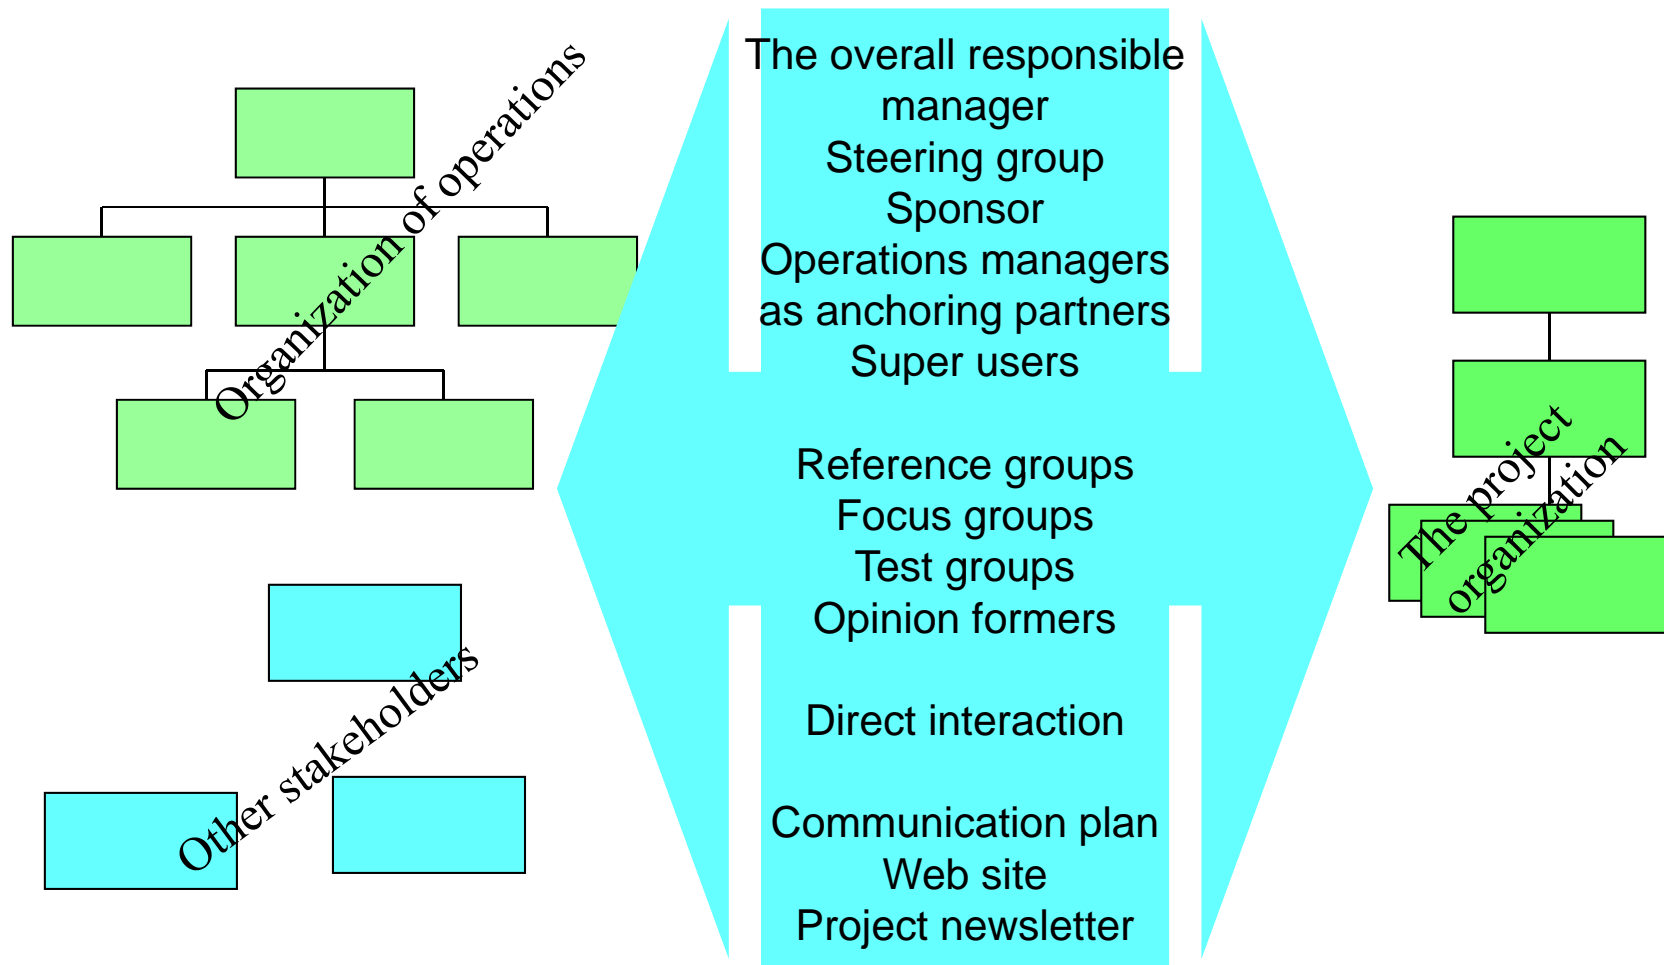 Organization of operations
Other stakeholders
The overall responsible
manager
Steering group
Sponsor
Operations managers
as anchoring partners
Super users
Reference groups
Focus groups
Test groups
Opinion formers
Direct interaction
Communication plan
Web site
Project newsletter
The project
organization